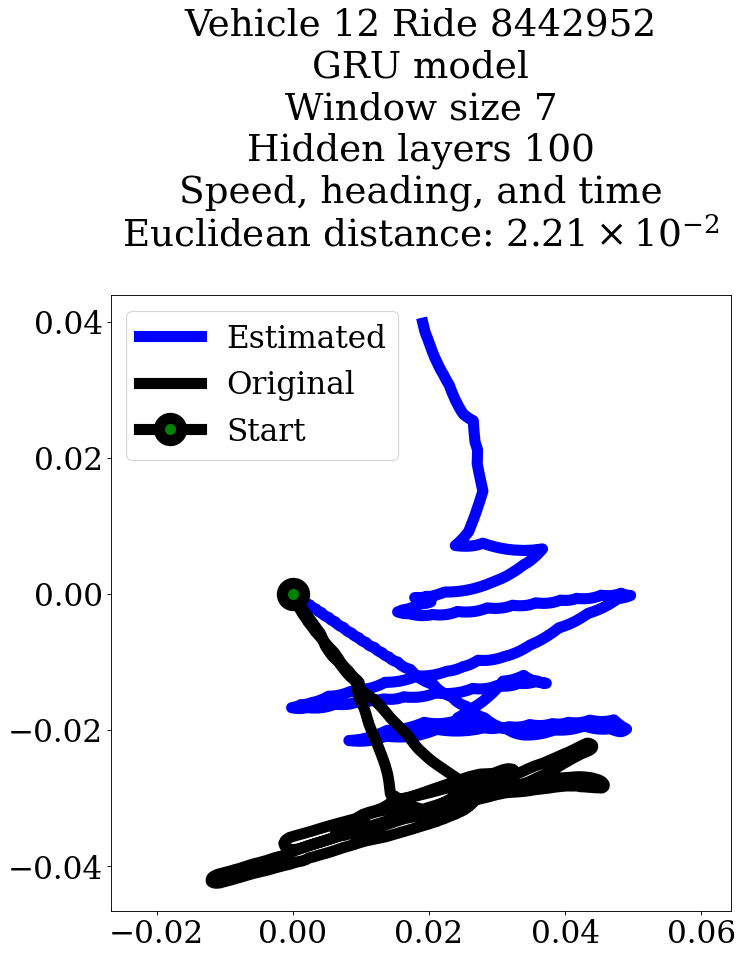 Vehicle 12 Ride 8442952
GRU model
Window size 7
Hidden layers 100
Speed, heading, and time
Euclidean distance: 2.21 × 10⁻²
Estimated
Original
Start
0.04
0.02
0.00
−0.02
−0.04
−0.02
0.00
0.02
0.04
0.06